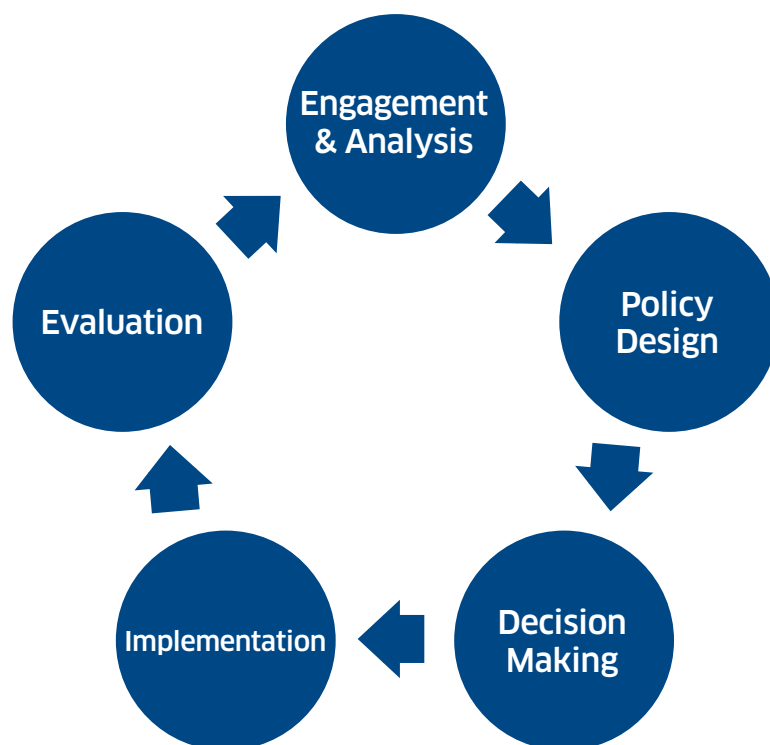 Engagement
& Analysis
Policy
Design
Decision
Making
Implementation
Evaluation